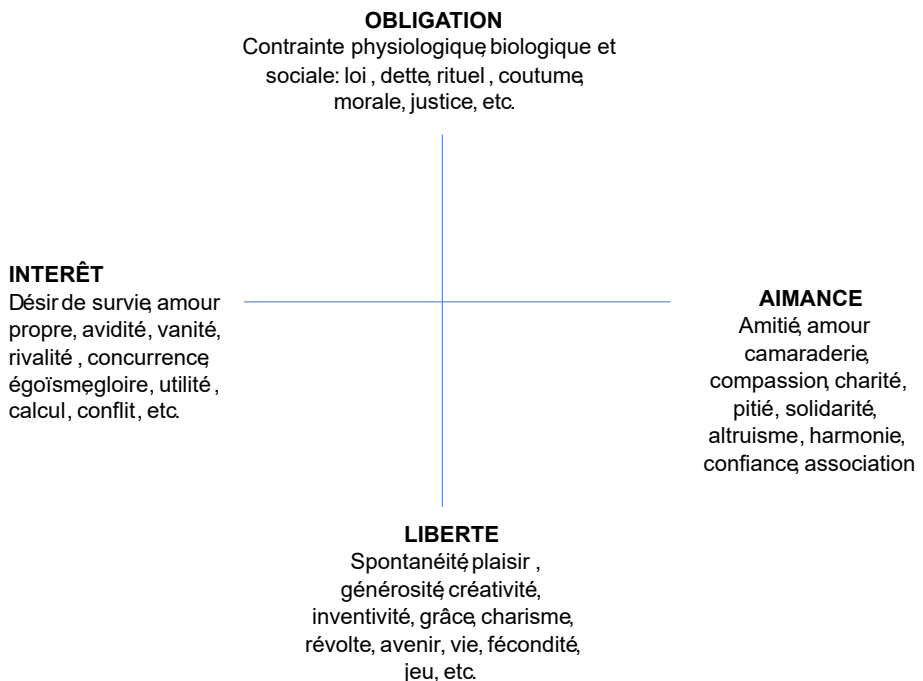 OBLIGATION
Contrainte physiologique, biologique et
sociale: loi, dette, rituel, coutume,
morale, justice, etc.
INTERÊT
Désir de survie, amour
propre, avidité, vanité,
rivalité, concurrence,
égoïsme, gloire, utilité,
calcul, conflit, etc.
AIMANCE
Amitié, amour
camaraderie,
compassion, charité,
pitié, solidarité,
altruisme, harmonie,
confiance, association
LIBERTE
Spontanéité, plaisir,
générosité, créativité,
inventivité, grâce, charisme,
révolte, avenir, vie, fécondité,
jeu, etc.